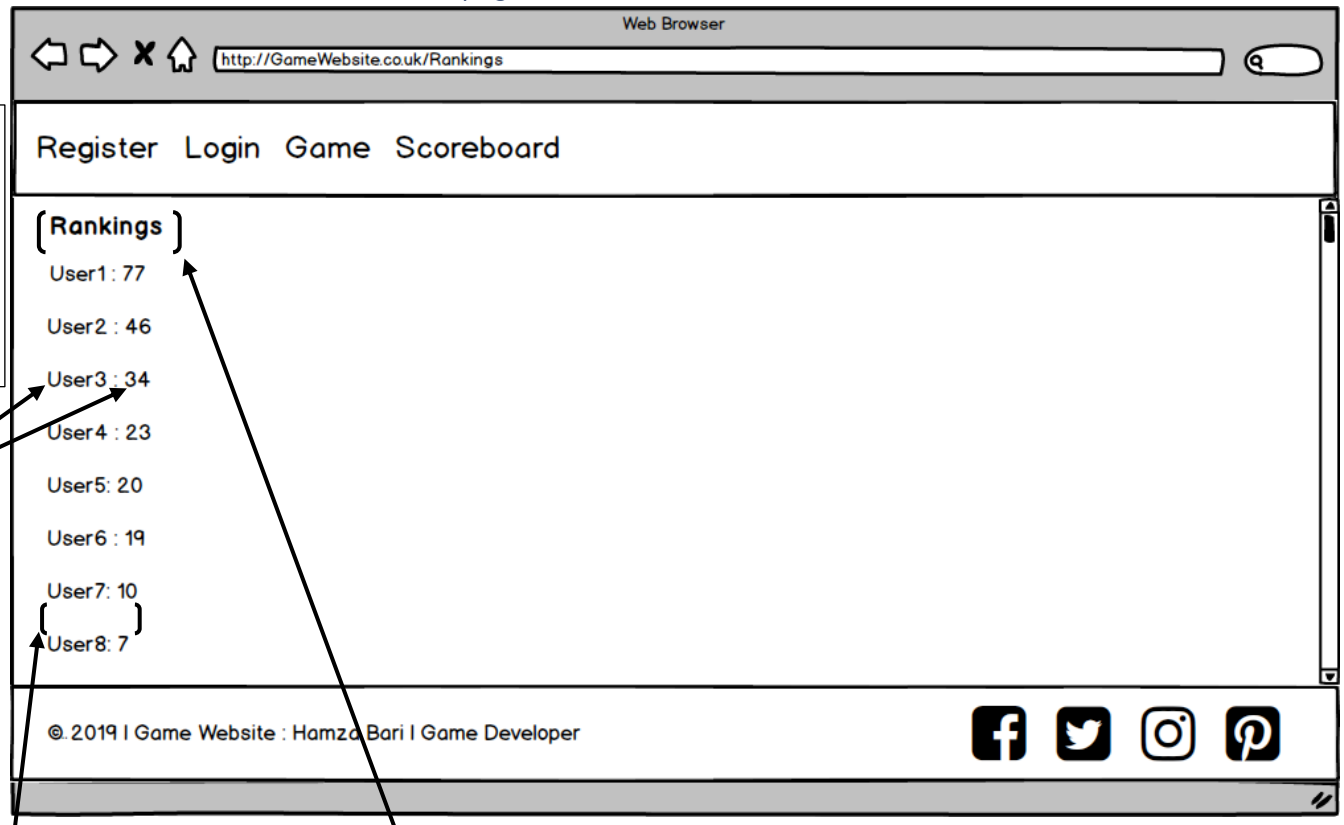 Web Browser
http://GameWebsite.co.uk/Rankings
Register Login Game Scoreboard
Rankings
User1 : 77
User2 : 46
User3 : 34
User4 : 23
User5: 20
User6 : 19
User7: 10
User8: 7
©. 2019 | Game Website : Hamza Bari | Game Developer